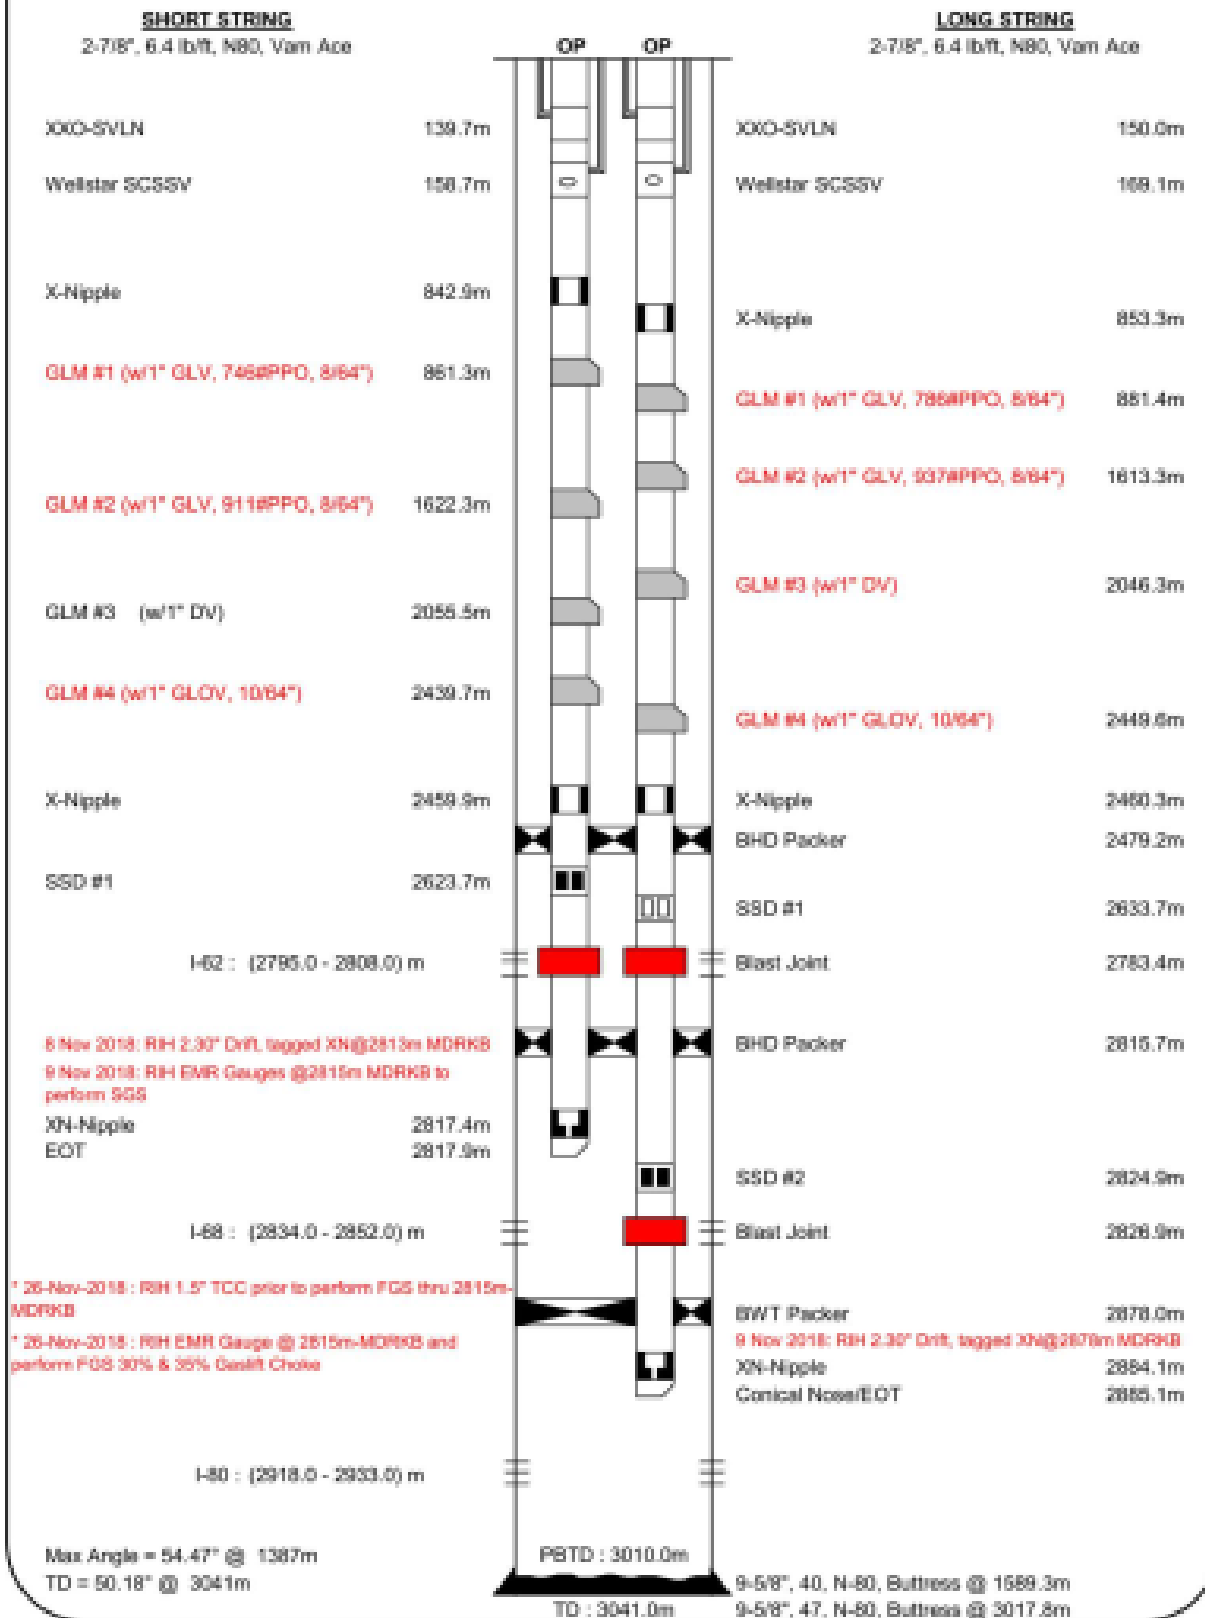 SHORT STRING
2-7/8", 6.4 lb/ft, N80, Vam Ace
OP OP
LONG STRING
2-7/8", 6.4 lb/ft, N80, Vam Ace
XXO-SVLN 139.7m
XXO-SVLN 150.0m
Wellstar SCSSV 158.7m
Wellstar SCSSV 169.1m
X-Nipple 842.9m
X-Nipple 853.3m
GLM #1 (w/1" GLV, 746#PPO, 8/64") 861.3m
GLM #1 (w/1" GLV, 786#PPO, 8/64") 881.4m
GLM #2 (w/1" GLV, 937#PPO, 8/64") 1613.3m
GLM #2 (w/1" GLV, 911#PPO, 8/64") 1622.3m
GLM #3 (w/1" DV) 2046.3m
GLM #3 (w/1" DV) 2055.5m
GLM #4 (w/1" GLOV, 10/64") 2439.7m
GLM #4 (w/1" GLOV, 10/64") 2449.6m
X-Nipple 2459.9m
X-Nipple 2460.3m
BHD Packer 2479.2m
SSD #1 2623.7m
SSD #1 2633.7m
I-62 : (2795.0 - 2808.0) m
Blast Joint 2783.4m
8 Nov 2018: RIH 2.30" Drift, tagged XN@2813m MDRKB
BHD Packer 2815.7m
9 Nov 2018: RIH EMR Gauges @2815m MDRKB to
perform SGS
XN-Nipple 2817.4m
EOT 2817.9m
SSD #2 2824.9m
I-68 : (2834.0 - 2852.0) m
Blast Joint 2826.9m
* 26-Nov-2018 : RIH 1.5" TCC prior to perform FGS thru 2815m-
MDRKB
BWT Packer 2878.0m
* 26-Nov-2018 : RIH EMR Gauge @ 2815m-MDRKB and
perform FGS 30% & 35% Gaslift Choke
9 Nov 2018: RIH 2.30" Drift, tagged XN@2878m MDRKB
XN-Nipple 2884.1m
Conical Nose/EOT 2885.1m
I-80 : (2918.0 - 2933.0) m
Max Angle = 54.47° @ 1387m
PBTD : 3010.0m
TD = 50.18° @ 3041m
9-5/8", 40, N-80, Buttress @ 1589.3m
TD : 3041.0m
9-5/8", 47, N-80, Buttress @ 3017.8m